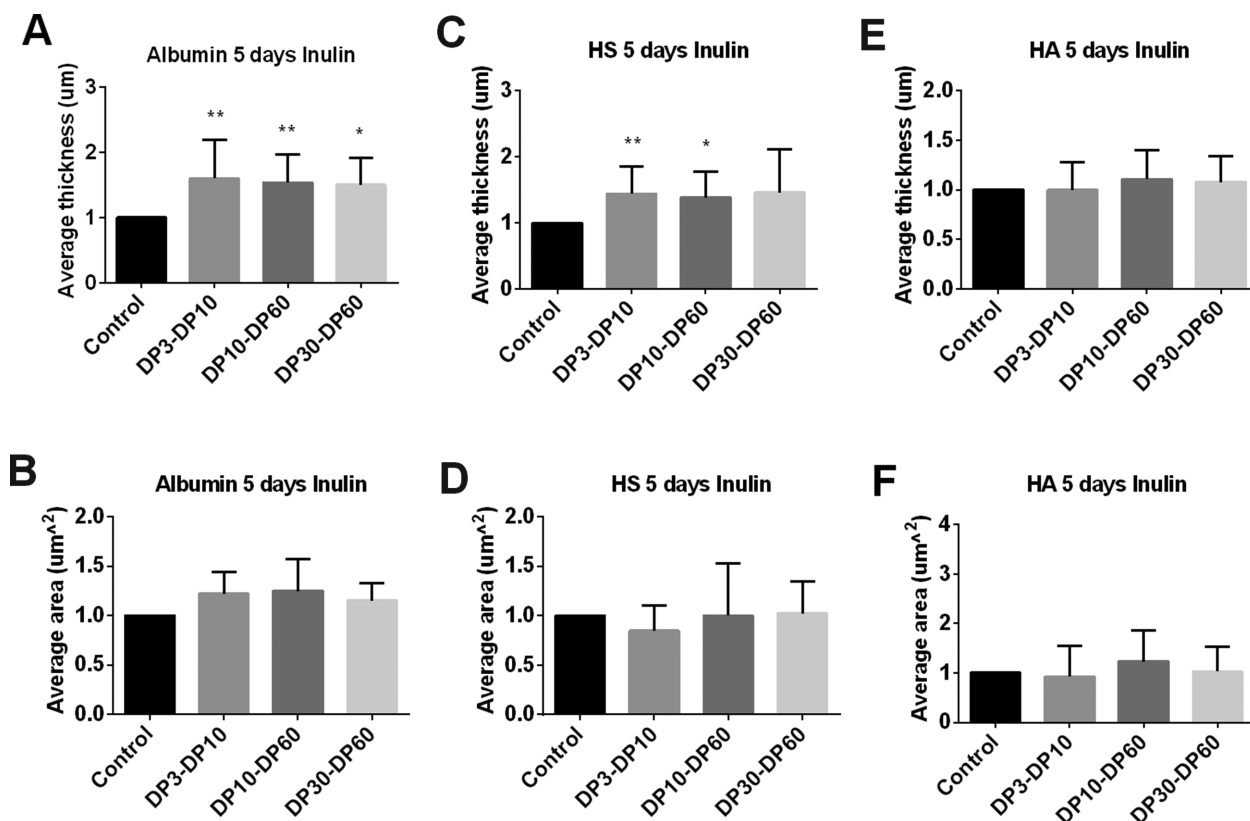 A
Albumin 5 days Inulin
Average thickness (um)
3
2
1
0
** ** *
Control
DP3-DP10
DP10-DP60
DP30-DP60
C
HS 5 days Inulin
Average thickness (um)
3
2
1
0
** *
Control
DP3-DP10
DP10-DP60
DP30-DP60
E
HA 5 days Inulin
Average thickness (um)
2.0
1.5
1.0
0.5
0.0
Control
DP3-DP10
DP10-DP60
DP30-DP60
B
Albumin 5 days Inulin
Average area (um^2)
2.0
1.5
1.0
0.5
0.0
Control
DP3-DP10
DP10-DP60
DP30-DP60
D
HS 5 days Inulin
Average area (um^2)
2.0
1.5
1.0
0.5
0.0
Control
DP3-DP10
DP10-DP60
DP30-DP60
F
HA 5 days Inulin
Average area (um^2)
4
3
2
1
0
Control
DP3-DP10
DP10-DP60
DP30-DP60